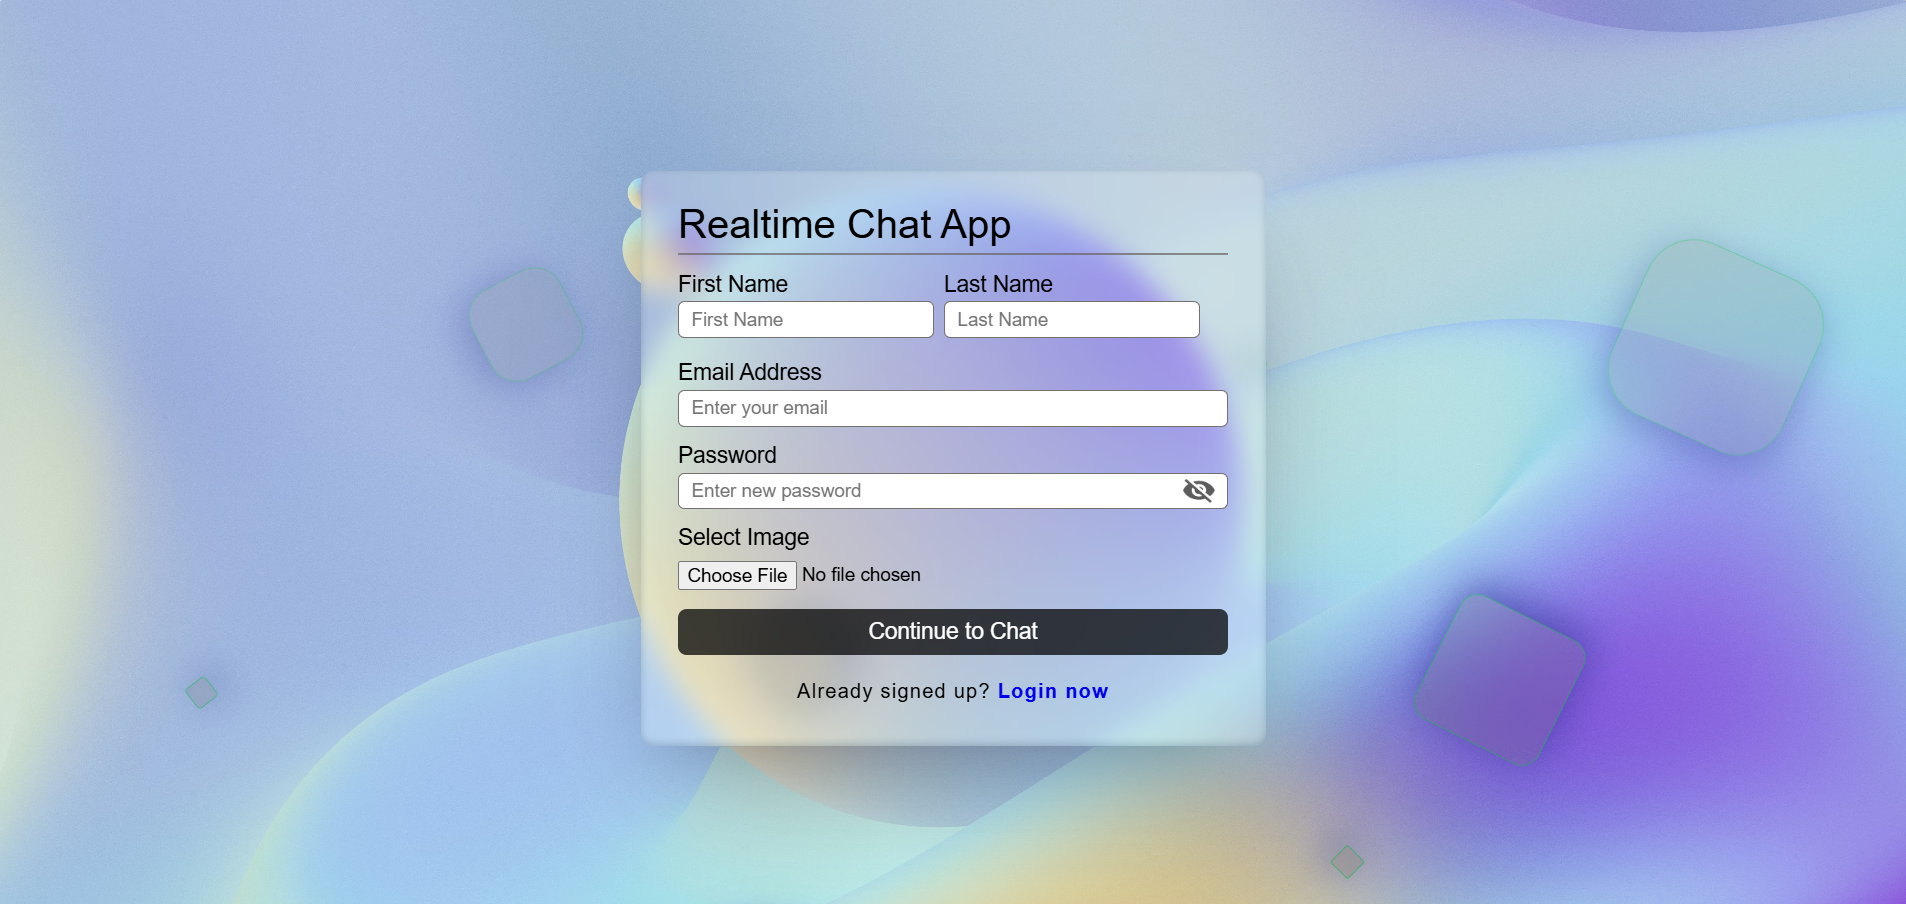 Realtime Chat App
First Name Last Name
First Name Last Name
Email Address
Enter your email
Password
Enter new password
Select Image
Choose File No file chosen
Continue to Chat
Already signed up? Login now